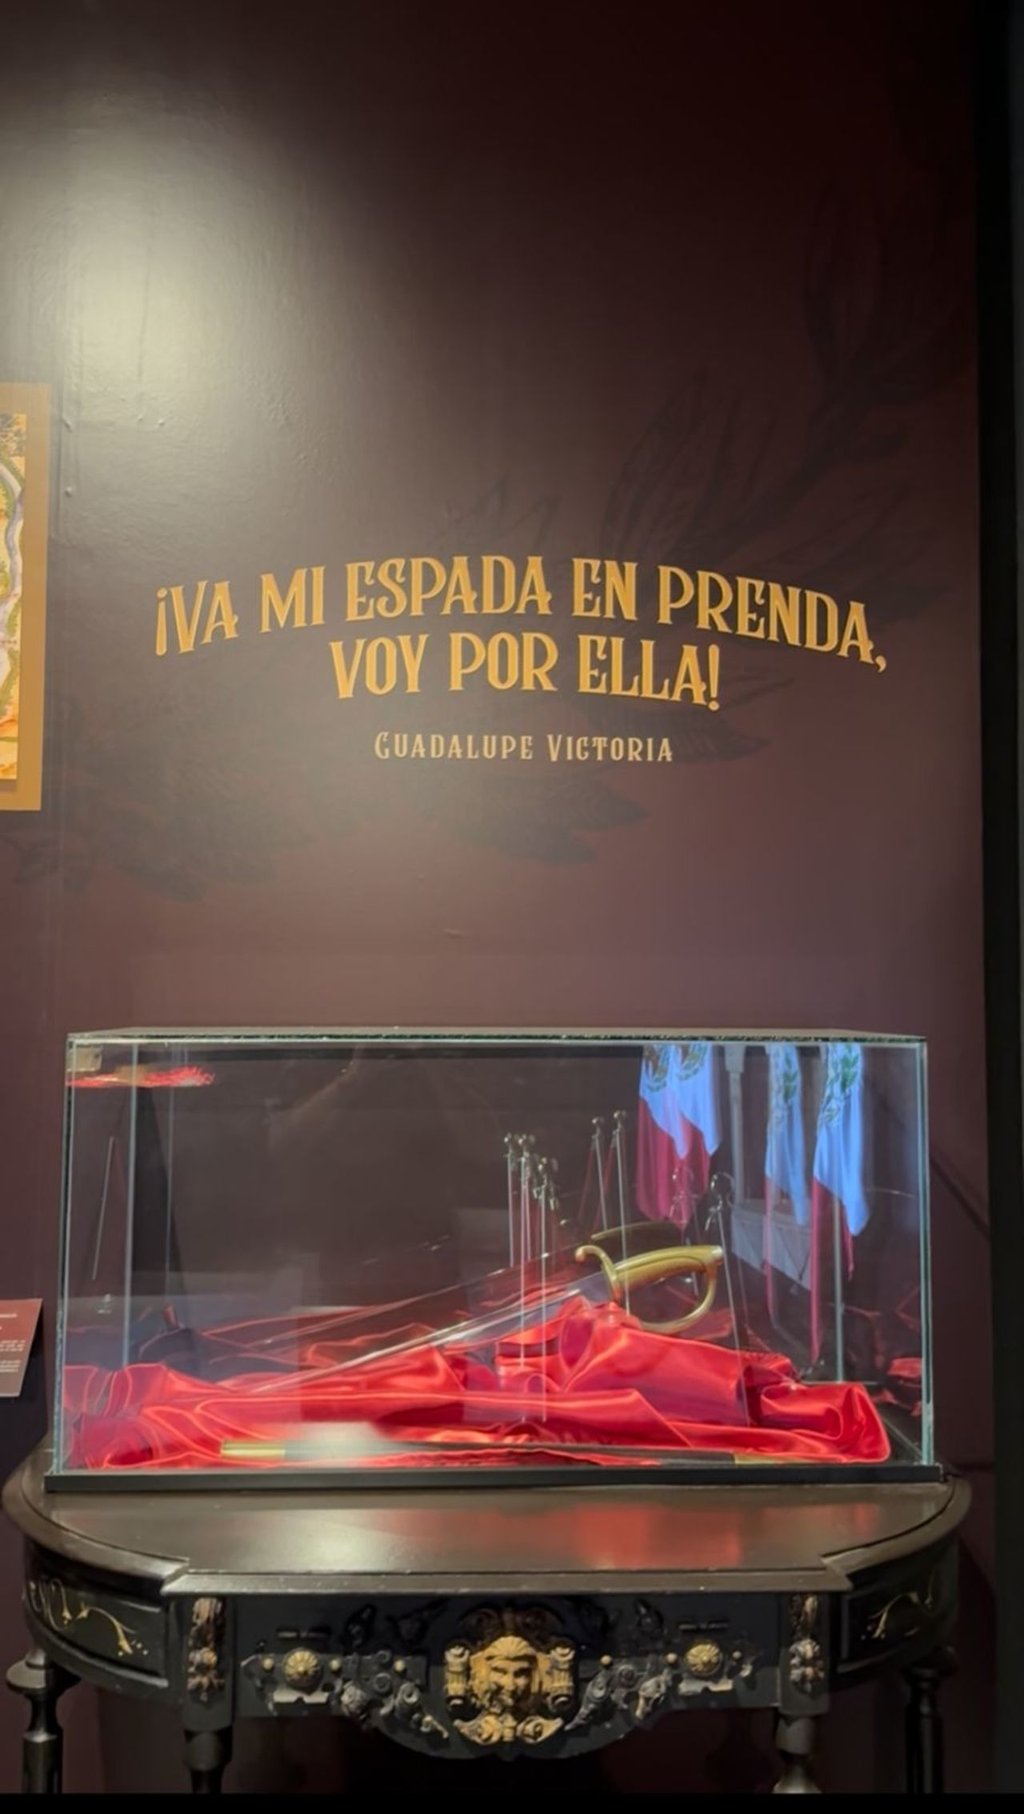 ¡VA MI ESPADA EN PRENDA,
VOY POR ELLA!
GUADALUPE VICTORIA